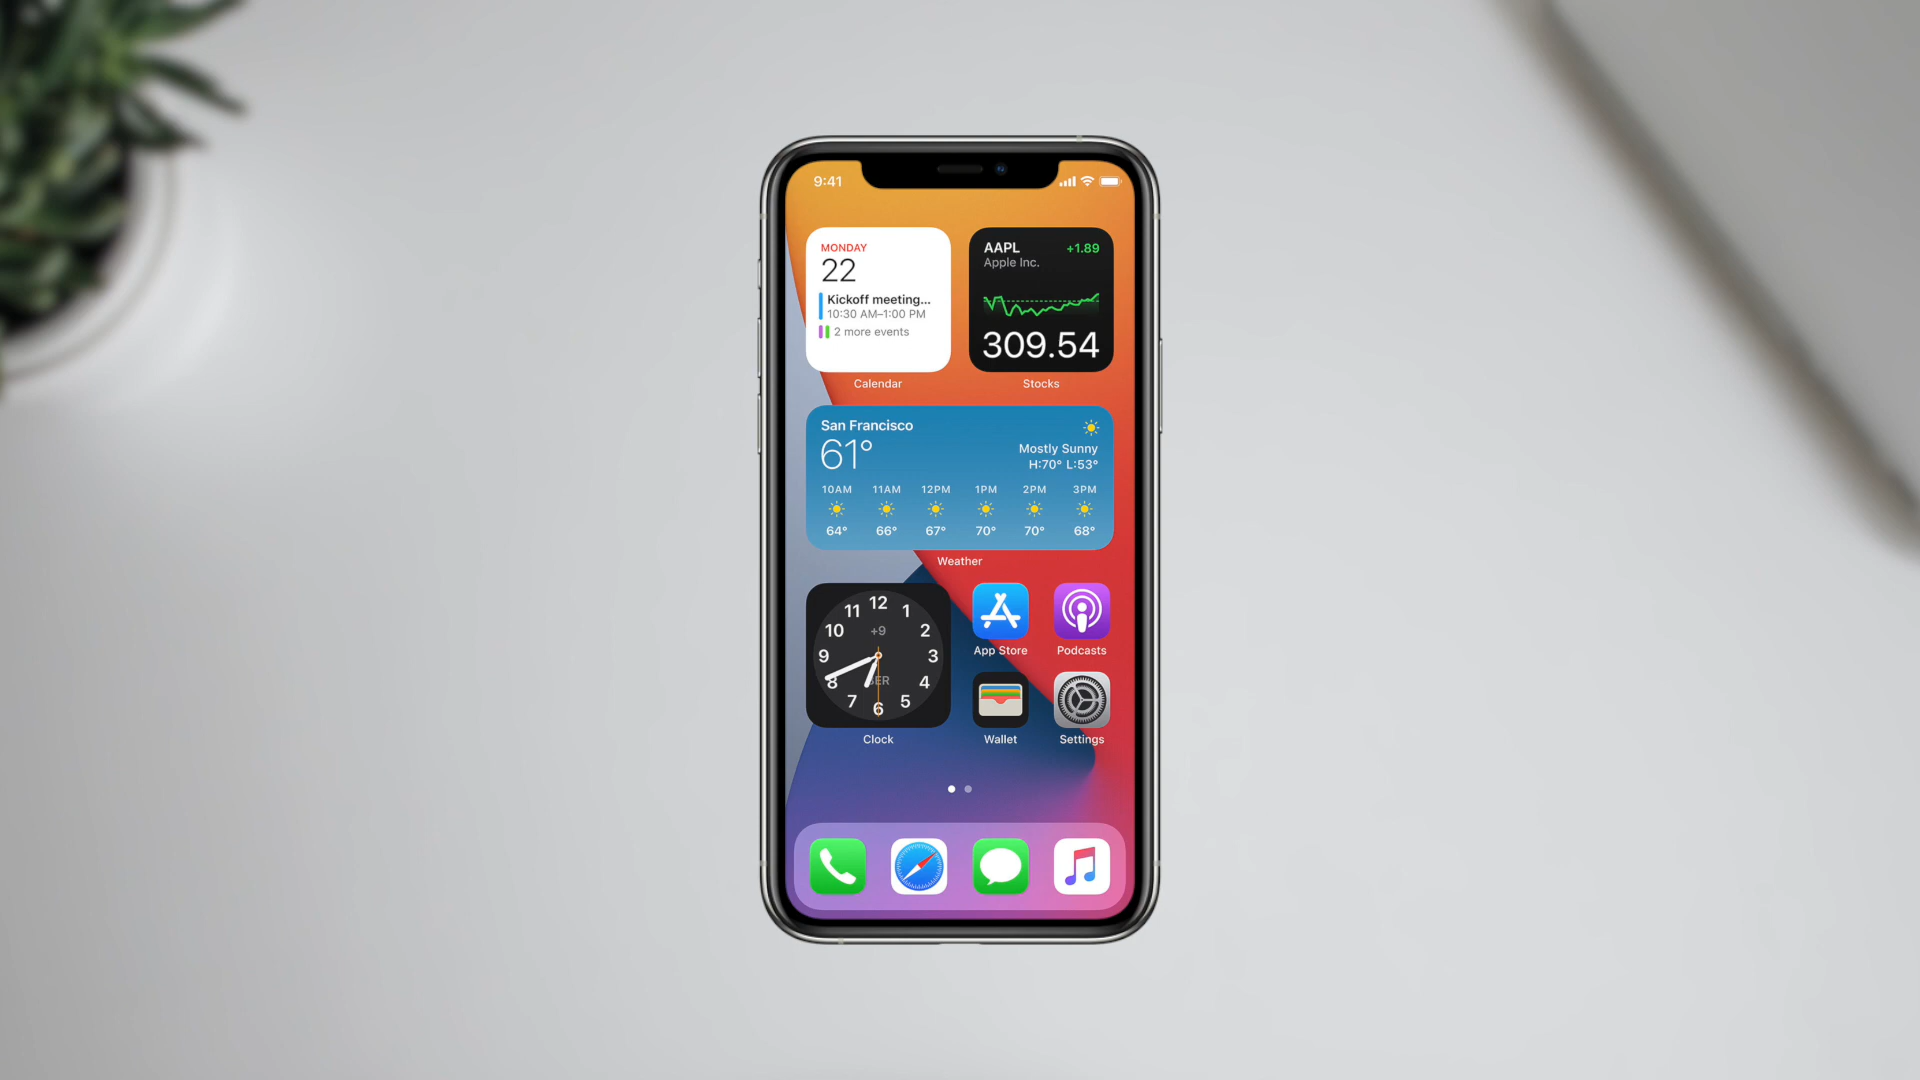 9:41
MONDAY
22
Kickoff meeting...
10:30 AM–1:00 PM
2 more events
Calendar
AAPL +1.89
Apple Inc.
309.54
Stocks
San Francisco
61°
Mostly Sunny
H:70° L:53°
10AM 11AM 12PM 1PM 2PM 3PM
64° 66° 67° 70° 70° 68°
Weather
12
11 1
10 +9 2
9 3
8 4
7 5
6
Clock
App Store Podcasts
Wallet Settings